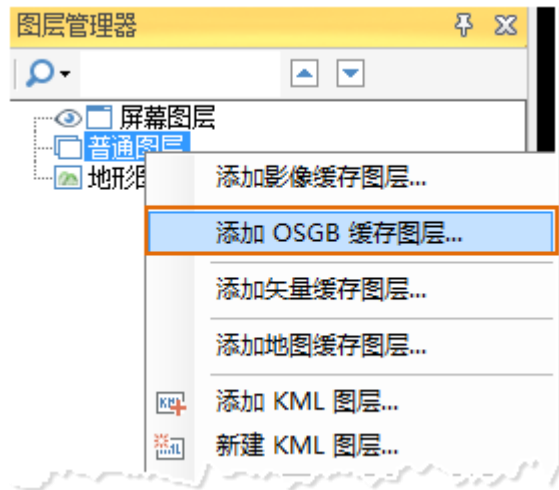 图层管理器
屏幕图层
普通图层
地形图
添加影像缓存图层...
添加 OSGB 缓存图层...
添加矢量缓存图层...
添加地图缓存图层...
添加 KML 图层...
新建 KML 图层...